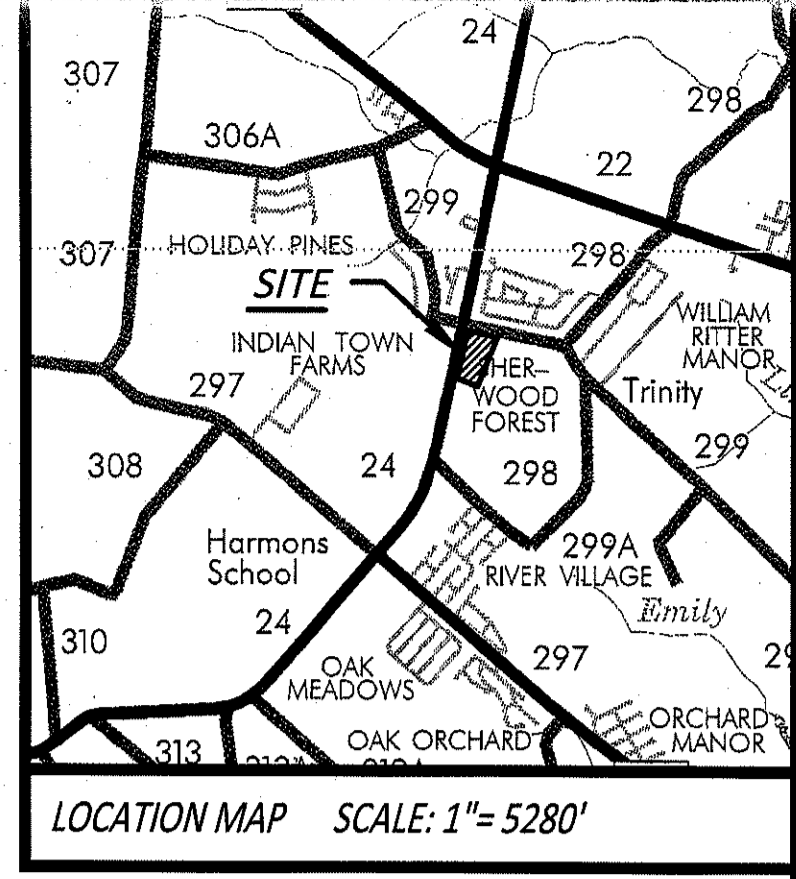 24
307
298
306A
22
299
307
HOLIDAY PINES
298
SITE
WILLIAM
RITTER
MANOR
INDIAN TOWN
FARMS
HER-
WOOD
FOREST
Trinity
297
299
308
24
298
Harmons
School
299A
RIVER VILLAGE
Emily
24
310
297
OAK
MEADOWS
ORCHARD
MANOR
OAK ORCHARD
313
LOCATION MAP SCALE: 1"= 5280'